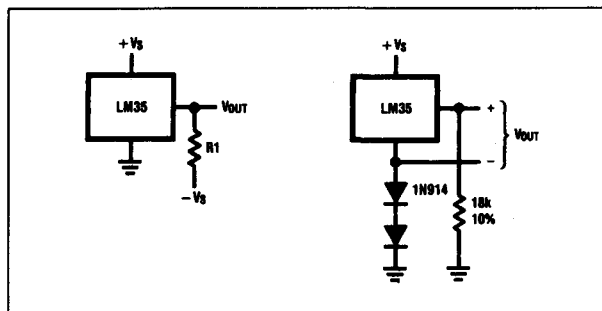 + Vs
LM35
VOUT
R1
− Vs
+ Vs
LM35
+
VOUT
−
1N914
18k
10%